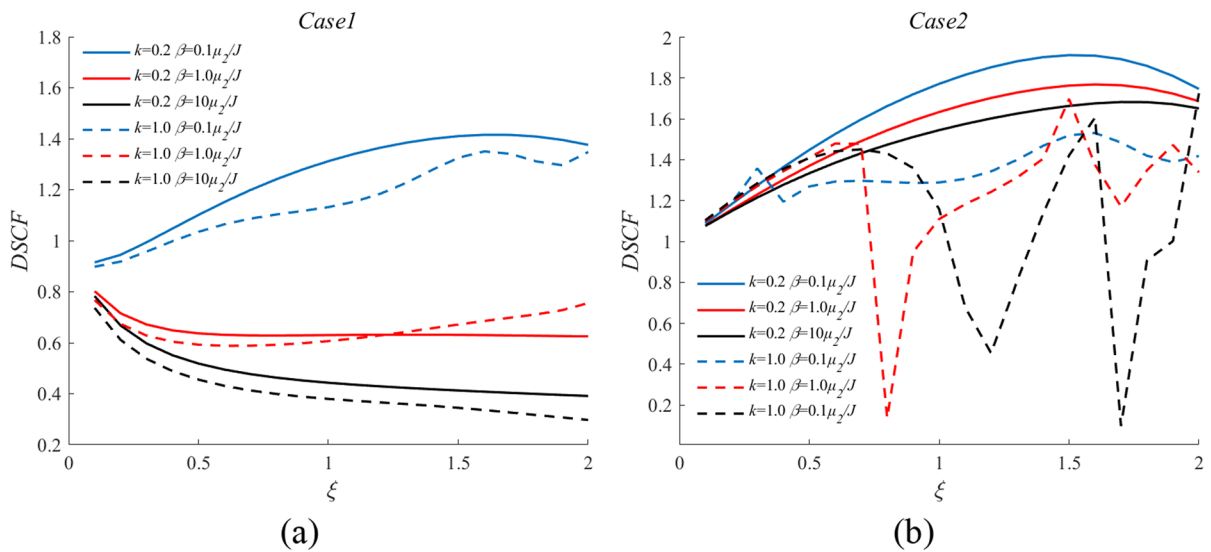 Case1
1.8
1.6
1.4
1.2
1
0.8
0.6
0.4
0.2
DSCF
k=0.2 β=0.1μ2/J
k=0.2 β=1.0μ2/J
k=0.2 β=10μ2/J
k=1.0 β=0.1μ2/J
k=1.0 β=1.0μ2/J
k=1.0 β=10μ2/J
0 0.5 1 1.5 2
ξ
(a)
Case2
2
1.8
1.6
1.4
1.2
1
0.8
0.6
0.4
0.2
DSCF
k=0.2 β=0.1μ2/J
k=0.2 β=1.0μ2/J
k=0.2 β=10μ2/J
k=1.0 β=0.1μ2/J
k=1.0 β=1.0μ2/J
k=1.0 β=0.1μ2/J
0 0.5 1 1.5 2
ξ
(b)